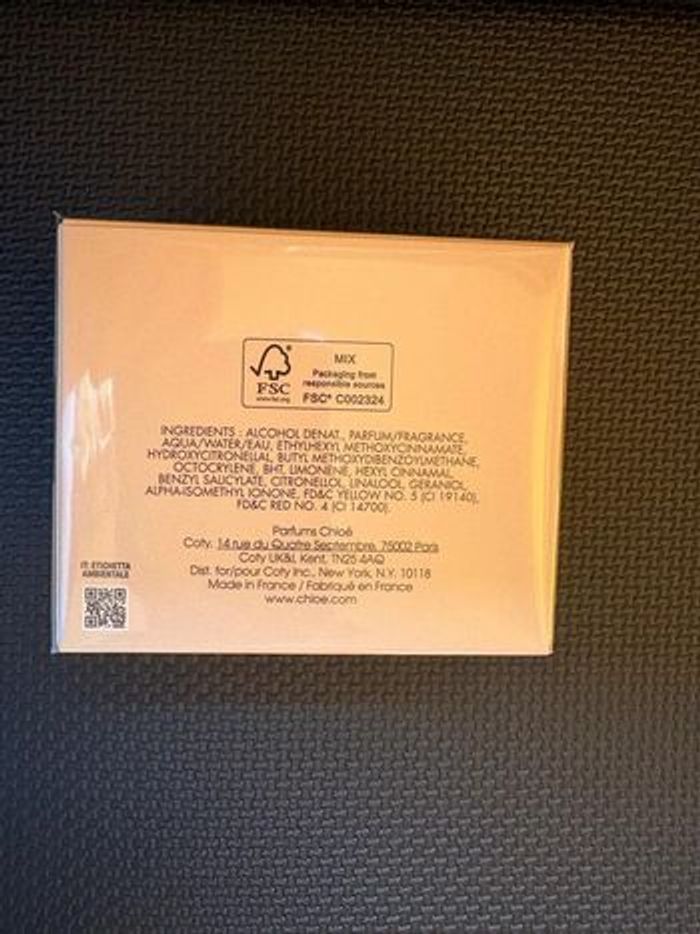 FSC®
www.fsc.org
MIX
Packaging from
responsible sources
FSC® C002324
INGREDIENTS : ALCOHOL DENAT., PARFUM/FRAGRANCE,
AQUA/WATER/EAU, ETHYLHEXYL METHOXYCINNAMATE,
HYDROXYCITRONELLAL, BUTYL METHOXYDIBENZOYLMETHANE,
OCTOCRYLENE, BHT, LIMONENE, HEXYL CINNAMAL,
BENZYL SALICYLATE, CITRONELLOL, LINALOOL, GERANIOL,
ALPHA-ISOMETHYL IONONE, FD&C YELLOW NO. 5 (CI 19140),
FD&C RED NO. 4 (CI 14700).
Parfums Chloé
Coty, 14 rue du Quatre Septembre, 75002 Paris
Coty UK&I, Kent, TN25 4AQ
Dist. for/pour Coty Inc., New York, N.Y. 10118
Made in France / Fabriqué en France
www.chloe.com
IT: ETICHETTA
AMBIENTALE